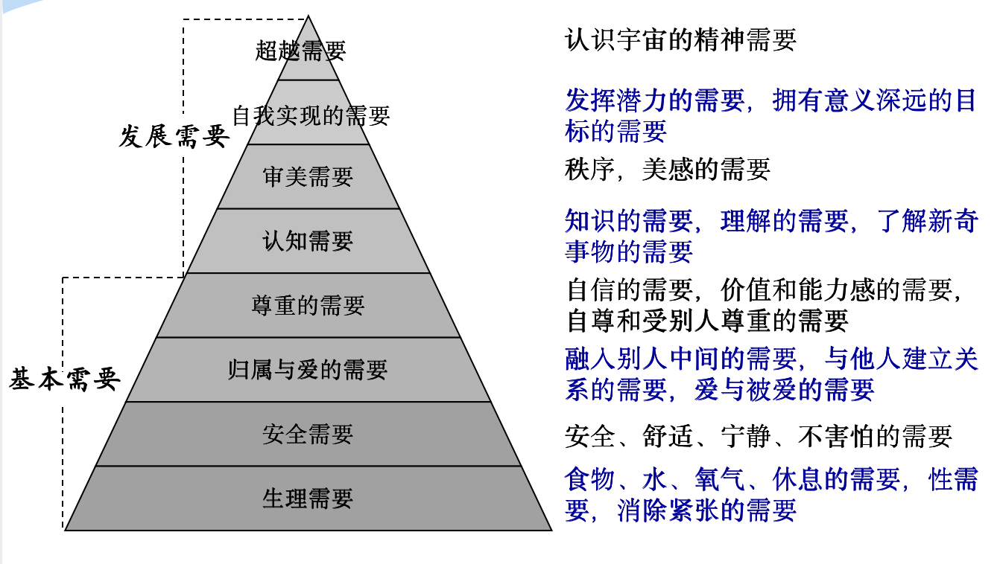 超越需要
认识宇宙的精神需要
自我实现的需要
发挥潜力的需要，拥有意义深远的目
标的需要
发展需要
审美需要
秩序，美感的需要
认知需要
知识的需要，理解的需要，了解新奇
事物的需要
尊重的需要
自信的需要，价值和能力感的需要，
自尊和受别人尊重的需要
基本需要
归属与爱的需要
融入别人中间的需要，与他人建立关
系的需要，爱与被爱的需要
安全需要
安全、舒适、宁静、不害怕的需要
生理需要
食物、水、氧气、休息的需要，性需
要，消除紧张的需要